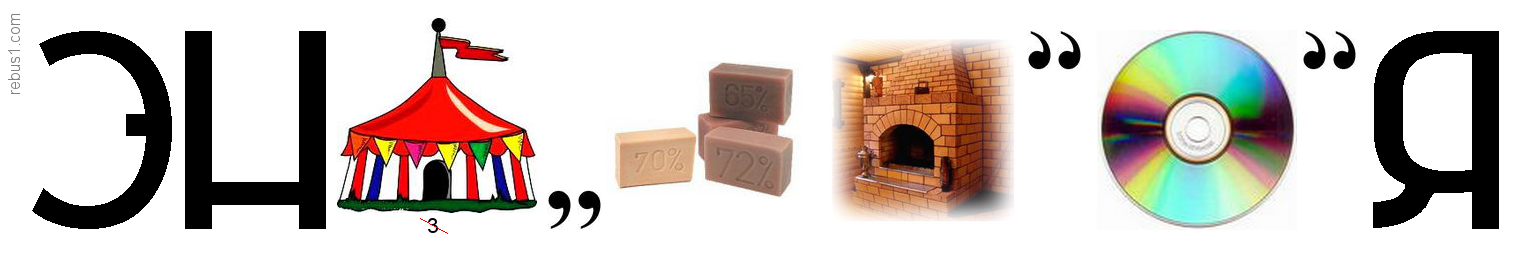 rebus1.com
ЭН ,, 65% 70% 72% ,, ,, Я
3